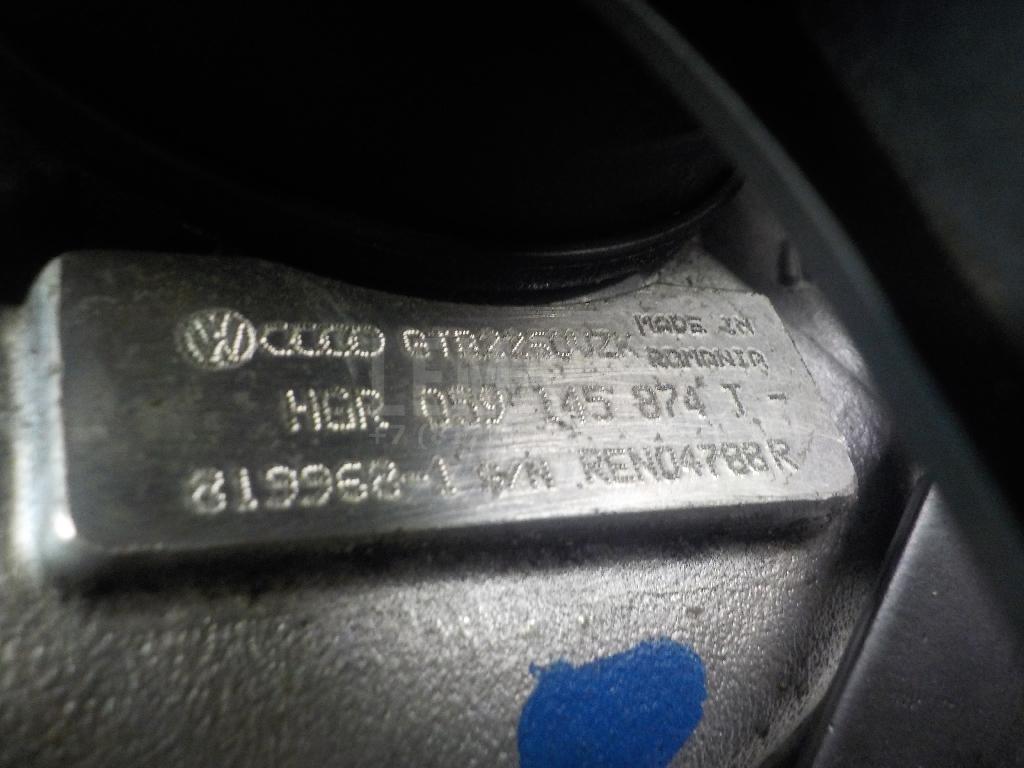 GTB2260VZK MADE IN
ROMANIA
HGR 059 145 874 T -
819968-1 S/N REN04788R